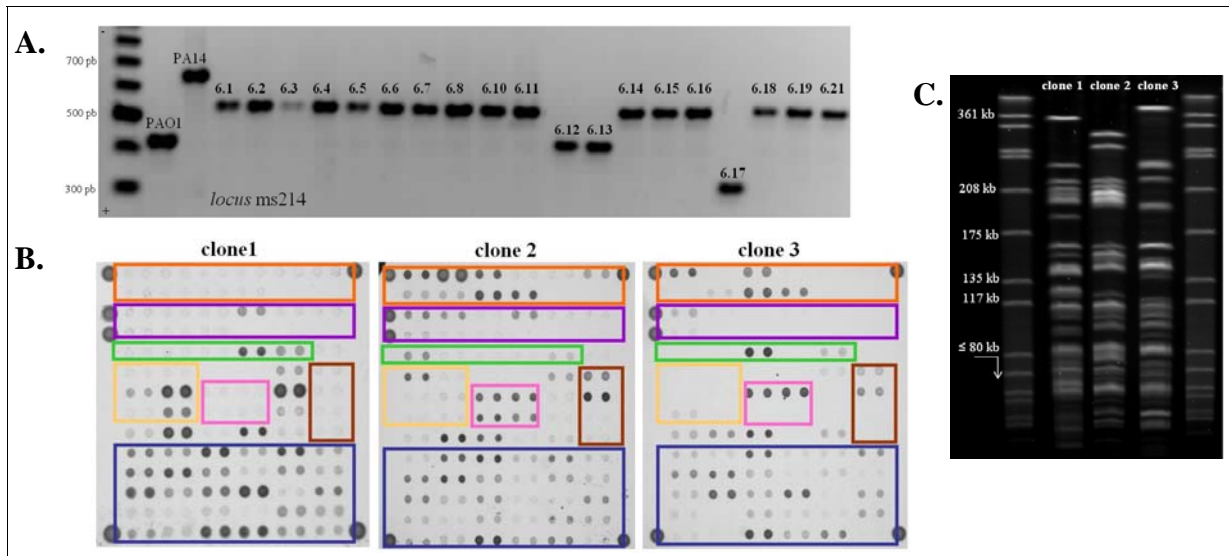 A.
-
700 pb
500 pb
300 pb
+
PAO1
PA14
6.1 6.2 6.3 6.4 6.5 6.6 6.7 6.8 6.10 6.11
6.12 6.13
6.14 6.15 6.16
6.17
6.18 6.19 6.21
locus ms214
B.
clone1
clone 2
clone 3
C.
clone 1 clone 2 clone 3
361 kb
208 kb
175 kb
135 kb
117 kb
≤ 80 kb